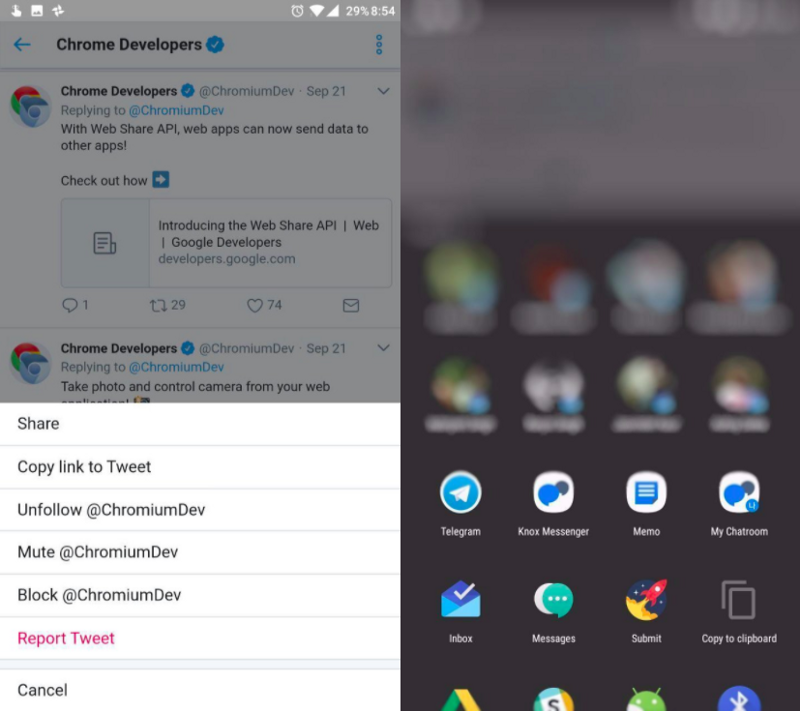 29% 8:54
Chrome Developers
Chrome Developers @ChromiumDev · Sep 21
Replying to @ChromiumDev
With Web Share API, web apps can now send data to
other apps!
Check out how
Introducing the Web Share API | Web
| Google Developers
developers.google.com
1 29 74
Chrome Developers @ChromiumDev · Sep 21
Replying to @ChromiumDev
Take photo and control camera from your web
application!
Share
Copy link to Tweet
Unfollow @ChromiumDev
Mute @ChromiumDev
Block @ChromiumDev
Report Tweet
Cancel
Telegram Knox Messenger Memo My Chatroom
Inbox Messages Submit Copy to clipboard